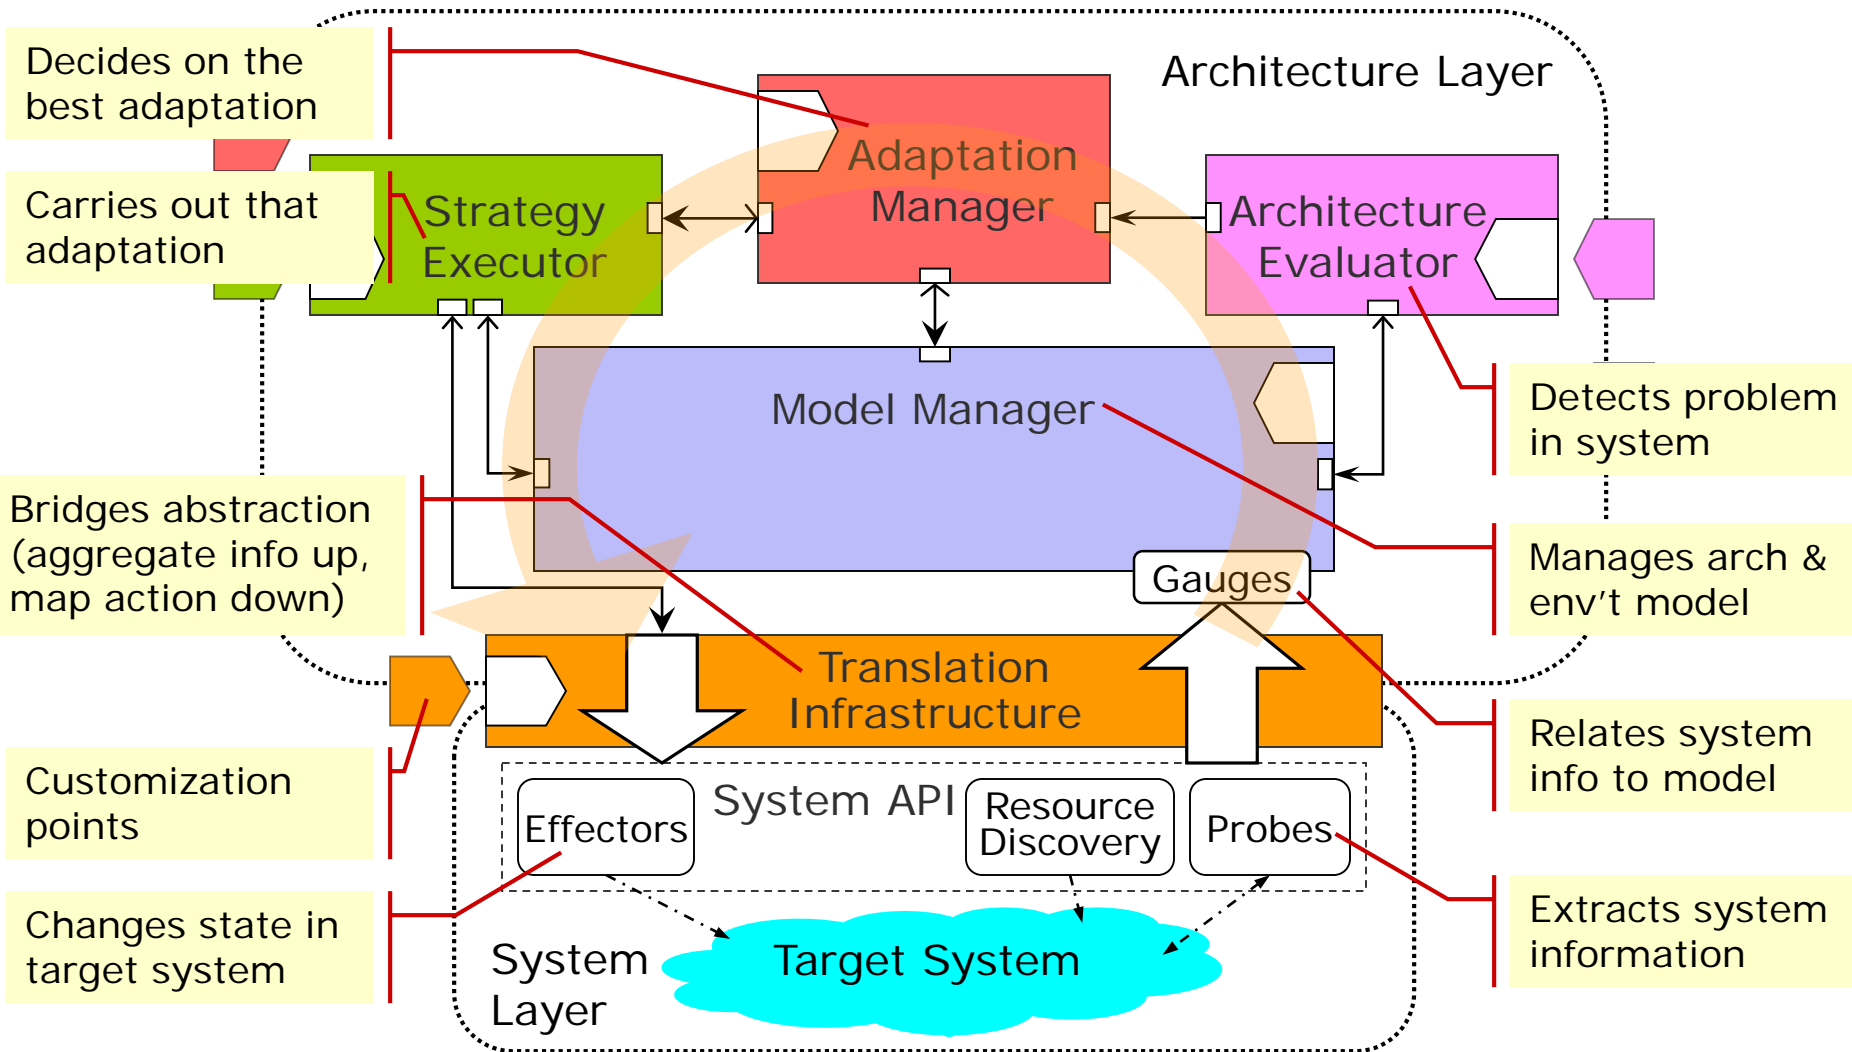 Decides on the
best adaptation
Architecture Layer
Adaptation
Manager
Carries out that
adaptation
Strategy
Executor
Architecture
Evaluator
Detects problem
in system
Model Manager
Bridges abstraction
(aggregate info up,
map action down)
Manages arch &
env’t model
Gauges
Translation
Infrastructure
Relates system
info to model
Customization
points
System API
Effectors
Resource
Discovery
Probes
Changes state in
target system
Extracts system
information
System
Layer
Target System